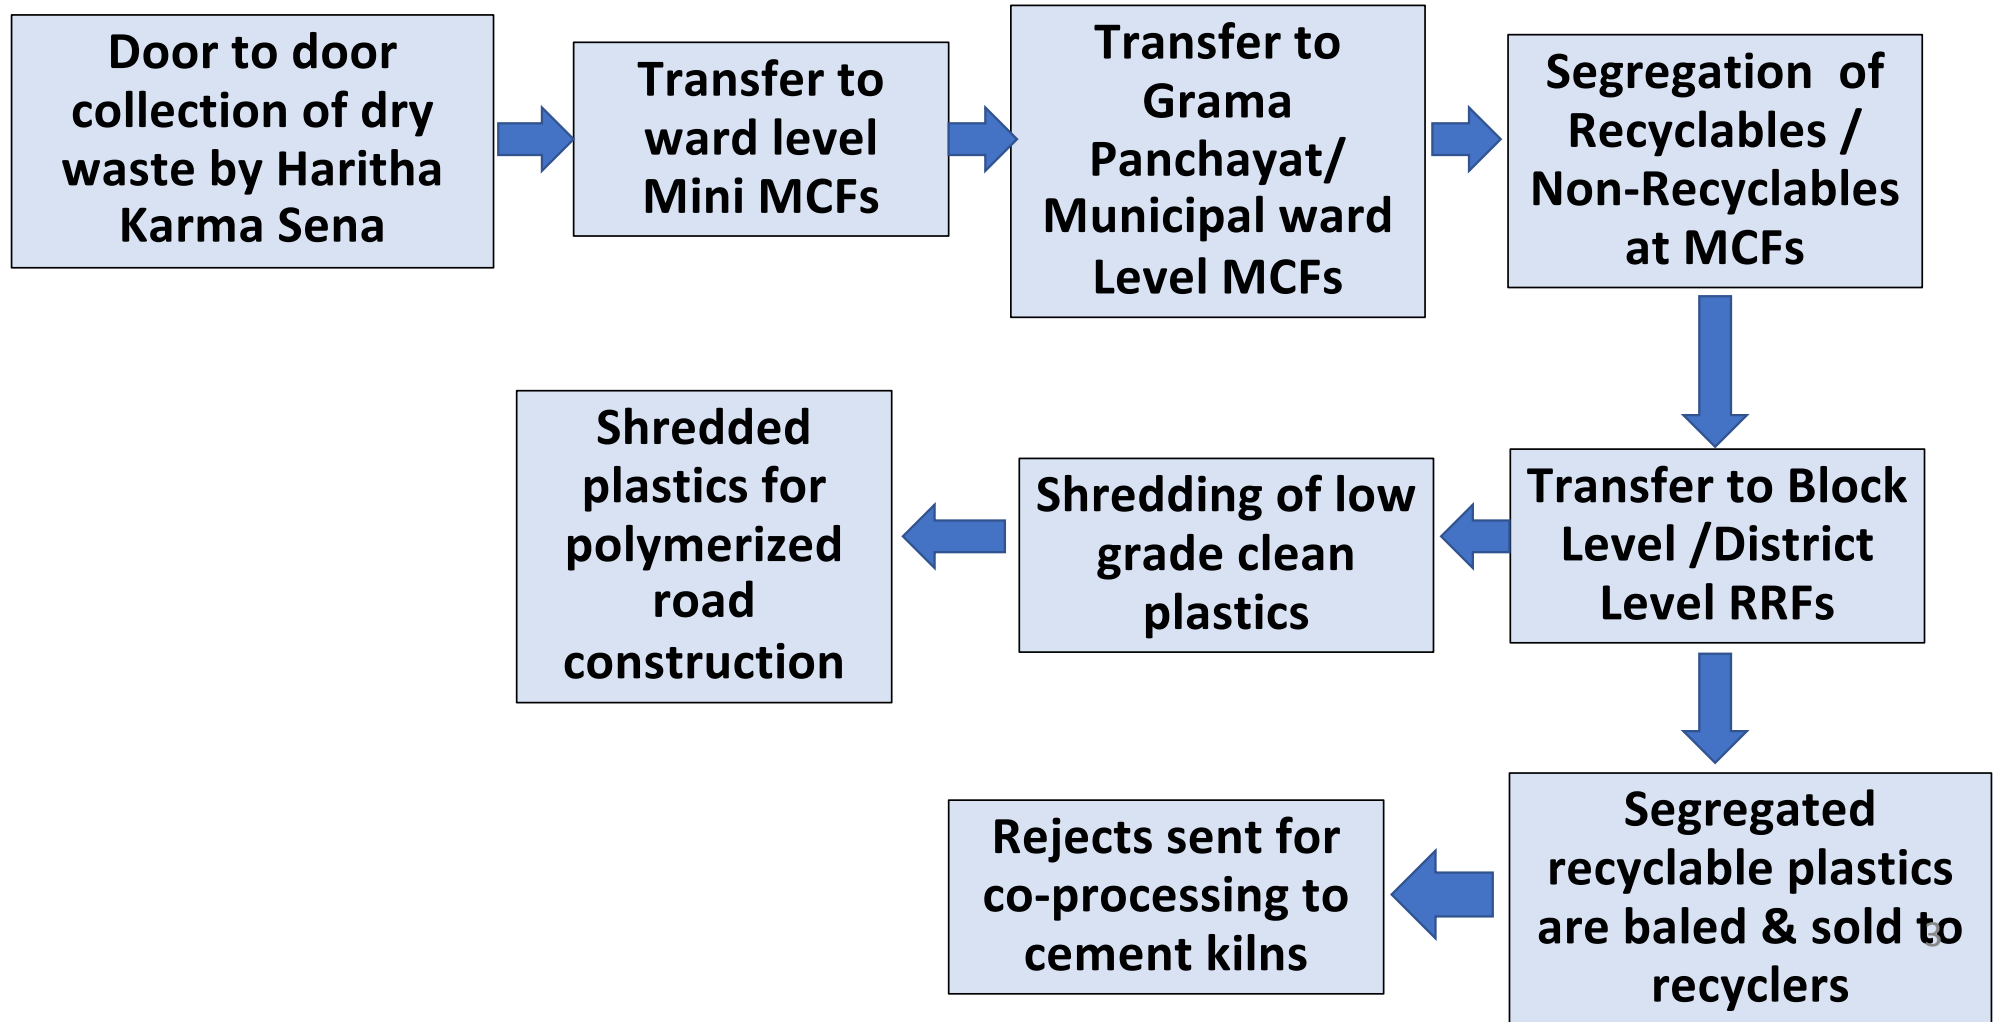 Door to door
collection of dry
waste by Haritha
Karma Sena
Transfer to
ward level
Mini MCFs
Transfer to
Grama
Panchayat/
Municipal ward
Level MCFs
Segregation  of
Recyclables /
Non-Recyclables
at MCFs
Transfer to Block
Level /District
Level RRFs
Shredding of low
grade clean
plastics
Shredded
plastics for
polymerized
road
construction
Segregated
recyclable plastics
are baled & sold to
recyclers
3
Rejects sent for
co-processing to
cement kilns